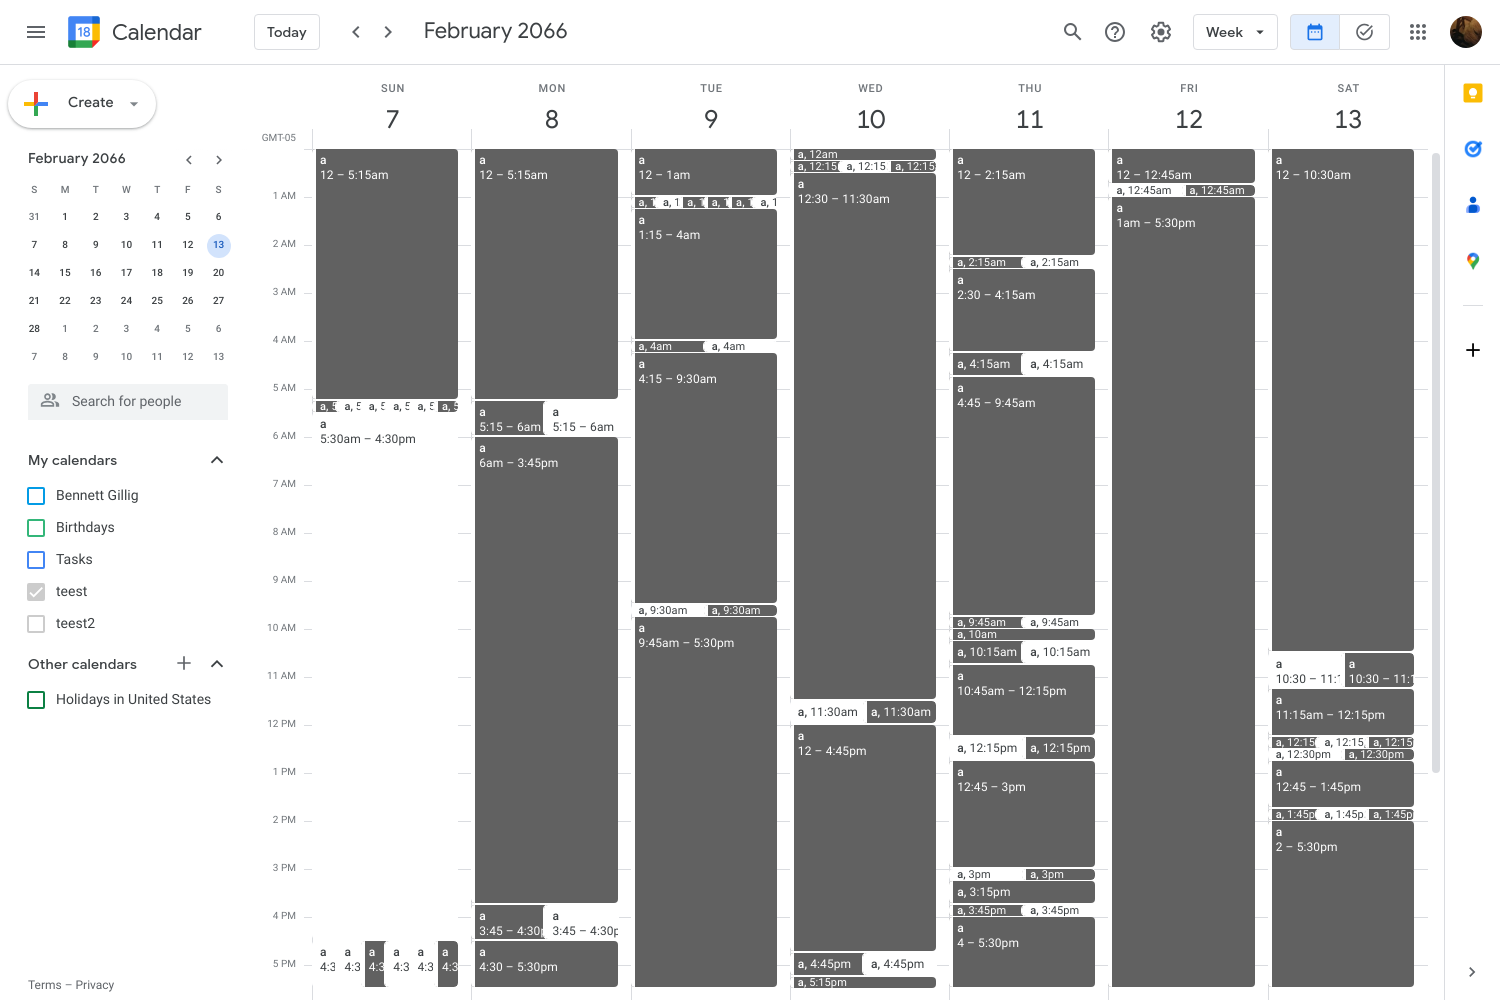 18 Calendar
Today
February 2066
Week
Create
SUN MON TUE WED THU FRI SAT
7 8 9 10 11 12 13
GMT-05
February 2066
S M T W T F S
31 1 2 3 4 5 6
7 8 9 10 11 12 13
14 15 16 17 18 19 20
21 22 23 24 25 26 27
28 1 2 3 4 5 6
7 8 9 10 11 12 13
Search for people
My calendars
Bennett Gillig
Birthdays
Tasks
teest
teest2
Other calendars
Holidays in United States
Terms – Privacy
1 AM
2 AM
3 AM
4 AM
5 AM
6 AM
7 AM
8 AM
9 AM
10 AM
11 AM
12 PM
1 PM
2 PM
3 PM
4 PM
5 PM
a
12 – 5:15am
a, 5 a, 5 a, 5 a, 5 a, 5 a, 5
a
5:30am – 4:30pm
a a a a a a
4:3 4:3 4:3 4:3 4:3 4:3
a
12 – 5:15am
a a
5:15 – 6am 5:15 – 6am
a
6am – 3:45pm
a a
3:45 – 4:30p 3:45 – 4:30p
a
4:30 – 5:30pm
a
12 – 1am
a, 1 a, 1 a, 1 a, 1 a, 1 a, 1
a
1:15 – 4am
a, 4am a, 4am
a
4:15 – 9:30am
a, 9:30am a, 9:30am
a
9:45am – 5:30pm
a, 12am
a, 12:15 a, 12:15 a, 12:15
a
12:30 – 11:30am
a, 11:30am a, 11:30am
a
12 – 4:45pm
a, 4:45pm a, 4:45pm
a, 5:15pm
a
12 – 2:15am
a, 2:15am a, 2:15am
a
2:30 – 4:15am
a, 4:15am a, 4:15am
a
4:45 – 9:45am
a, 9:45am a, 9:45am
a, 10am
a, 10:15am a, 10:15am
a
10:45am – 12:15pm
a, 12:15pm a, 12:15pm
a
12:45 – 3pm
a, 3pm a, 3pm
a, 3:15pm
a, 3:45pm a, 3:45pm
a
4 – 5:30pm
a
12 – 12:45am
a, 12:45am a, 12:45am
a
1am – 5:30pm
a
12 – 10:30am
a a
10:30 – 11:1 10:30 – 11:1
a
11:15am – 12:15pm
a, 12:15 a, 12:15 a, 12:15
a, 12:30pm a, 12:30pm
a
12:45 – 1:45pm
a, 1:45p a, 1:45p a, 1:45p
a
2 – 5:30pm